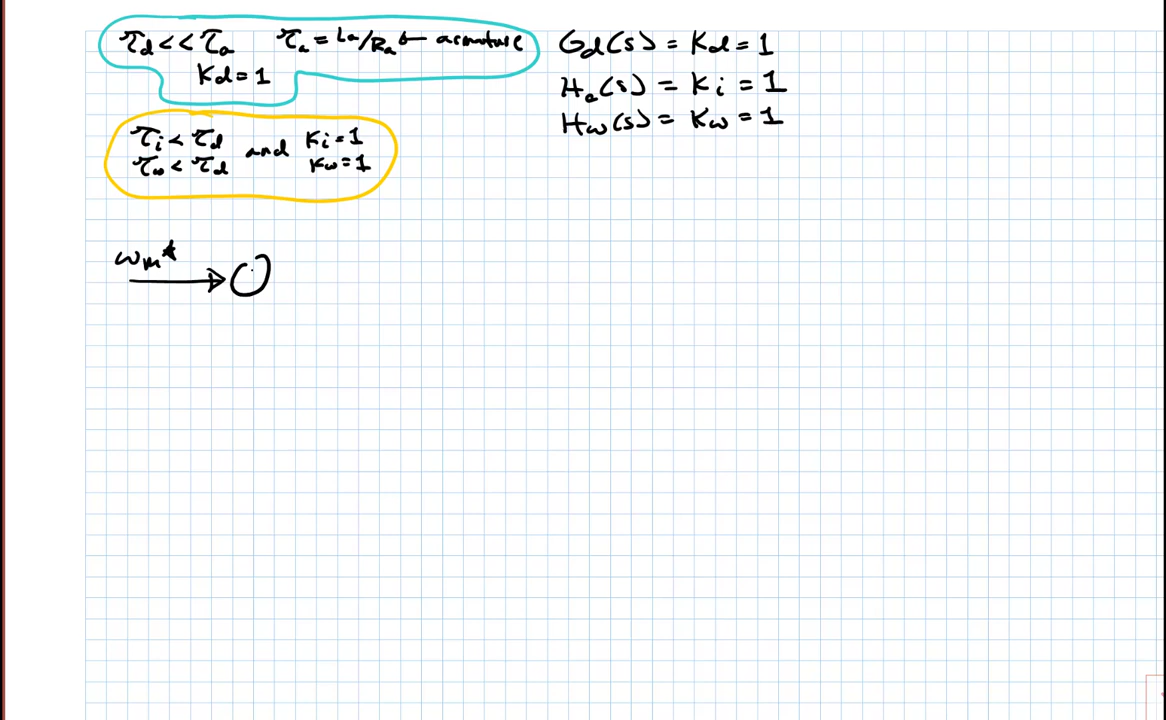 τd << τa   τa = La/Ra ← armature
Kd = 1
τi < τd and Ki = 1
τω < τd   Kω = 1
Gd(s) = Kd = 1
Ha(s) = Ki = 1
Hω(s) = Kω = 1
ωm*